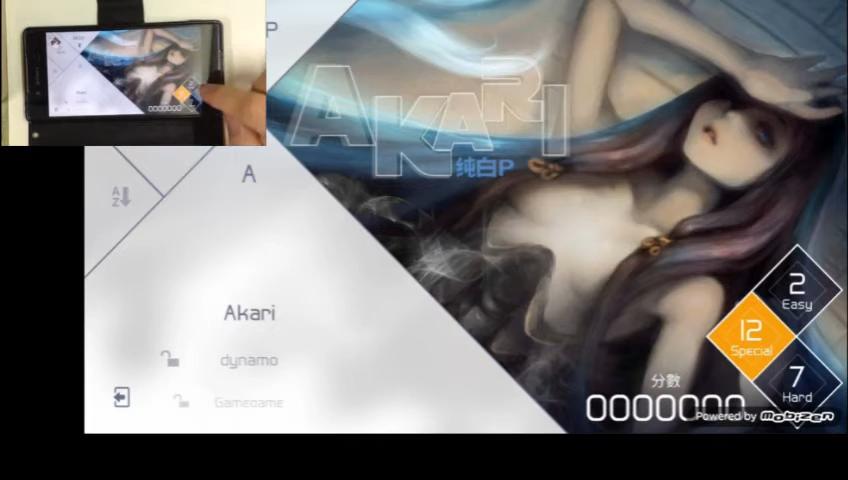 P
AKARI
纯白P
A
Z
A
Akari
dynamo
Gamegame
2
Easy
12
Special
7
Hard
分數
0000000
Powered by mobizen